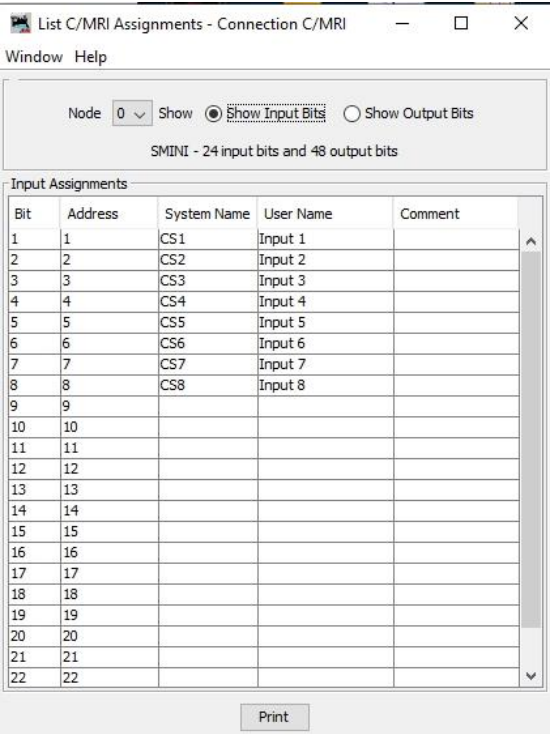 List C/MRI Assignments - Connection C/MRI
Window Help
Node 0 Show Show Input Bits Show Output Bits
SMINI - 24 input bits and 48 output bits
Input Assignments
Bit Address System Name User Name Comment
1 1 CS1 Input 1
2 2 CS2 Input 2
3 3 CS3 Input 3
4 4 CS4 Input 4
5 5 CS5 Input 5
6 6 CS6 Input 6
7 7 CS7 Input 7
8 8 CS8 Input 8
9 9
10 10
11 11
12 12
13 13
14 14
15 15
16 16
17 17
18 18
19 19
20 20
21 21
22 22
Print